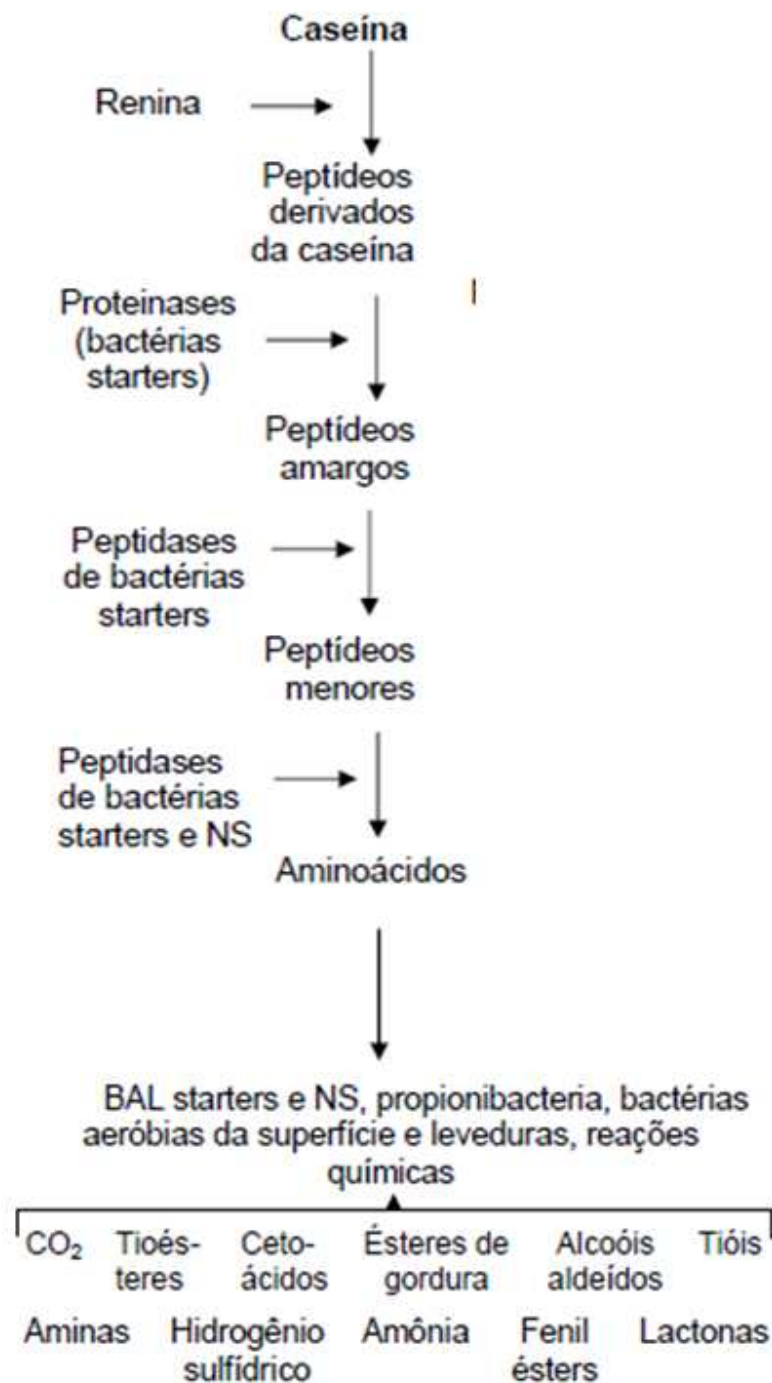 Caseína
Renina
Peptídeos
derivados
da caseína
Proteinases
(bactérias
starters)
Peptídeos
amargos
Peptidases
de bactérias
starters
Peptídeos
menores
Peptidases
de bactérias
starters e NS
Aminoácidos
BAL starters e NS, propionibacteria, bactérias
aeróbias da superfície e leveduras, reações
químicas
CO₂ Tioés- Ceto- Ésteres de Alcoóis Tióis
teres ácidos gordura aldeídos
Aminas Hidrogênio Amônia Fenil Lactonas
sulfídrico ésters